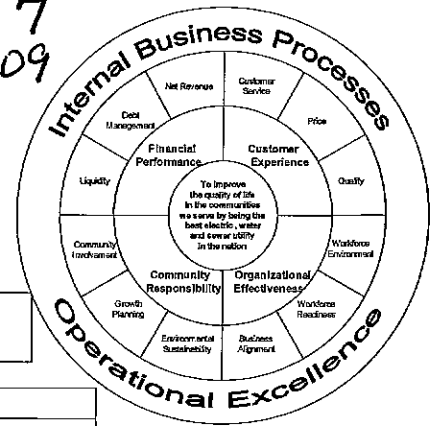 7
09
Internal Business Processes
Net Revenue
Customer
Service
Debt
Management
Price
Financial
Performance
Customer
Experience
Liquidity
Quality
To improve
the quality of life
in the communities
we serve by being the
best electric, water
and sewer utility
in the nation
Community
Involvement
Workforce
Environment
Community
Responsibility
Organizational
Effectiveness
Growth
Planning
Workforce
Readiness
Environmental
Sustainability
Business
Alignment
Operational Excellence